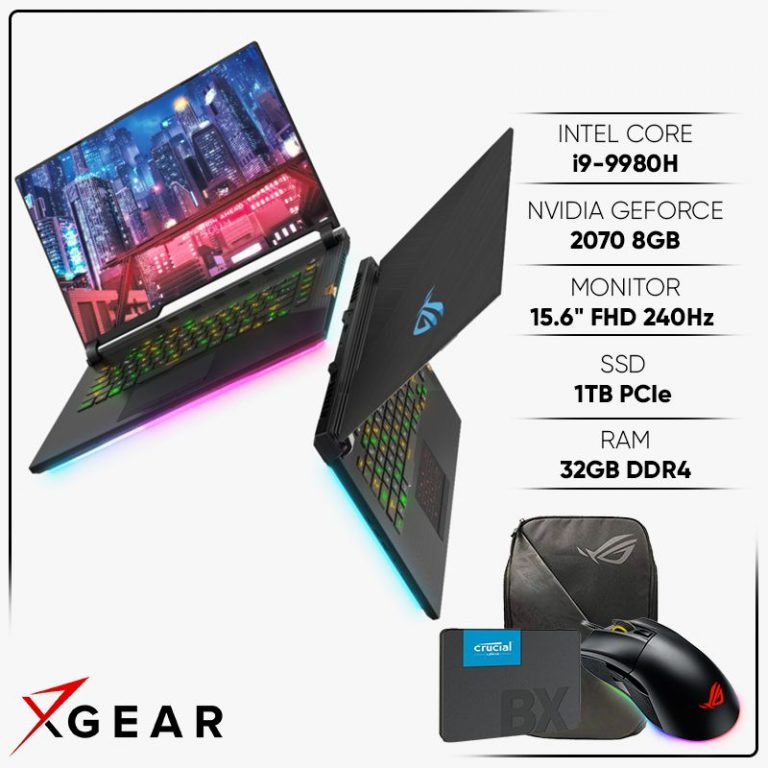 INTEL CORE
i9-9980H
NVIDIA GEFORCE
2070 8GB
MONITOR
15.6" FHD 240Hz
SSD
1TB PCIe
RAM
32GB DDR4
crucial
BX
XGEAR